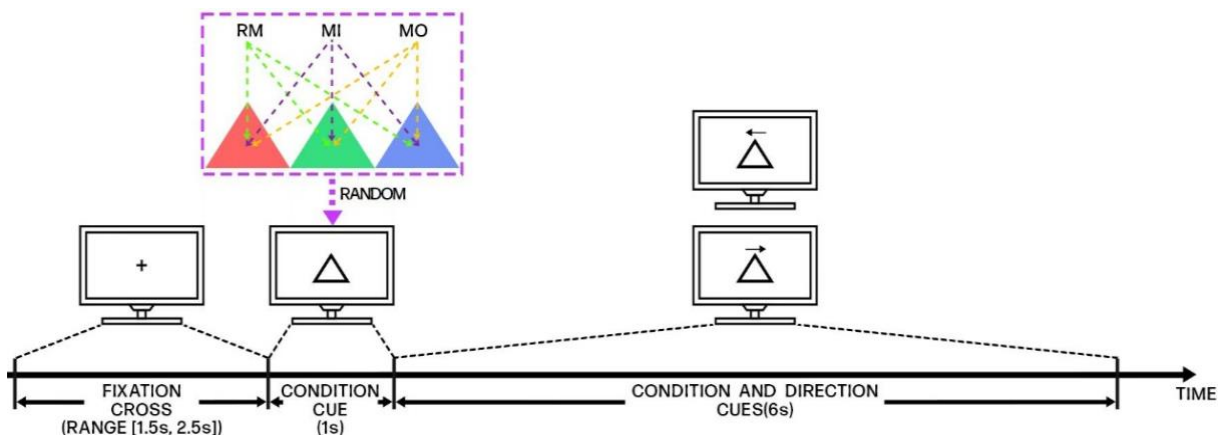 RM MI MO
RANDOM
+
FIXATION
CROSS
(RANGE [1.5s, 2.5s])
CONDITION
CUE
(1s)
CONDITION AND DIRECTION
CUES(6s)
TIME